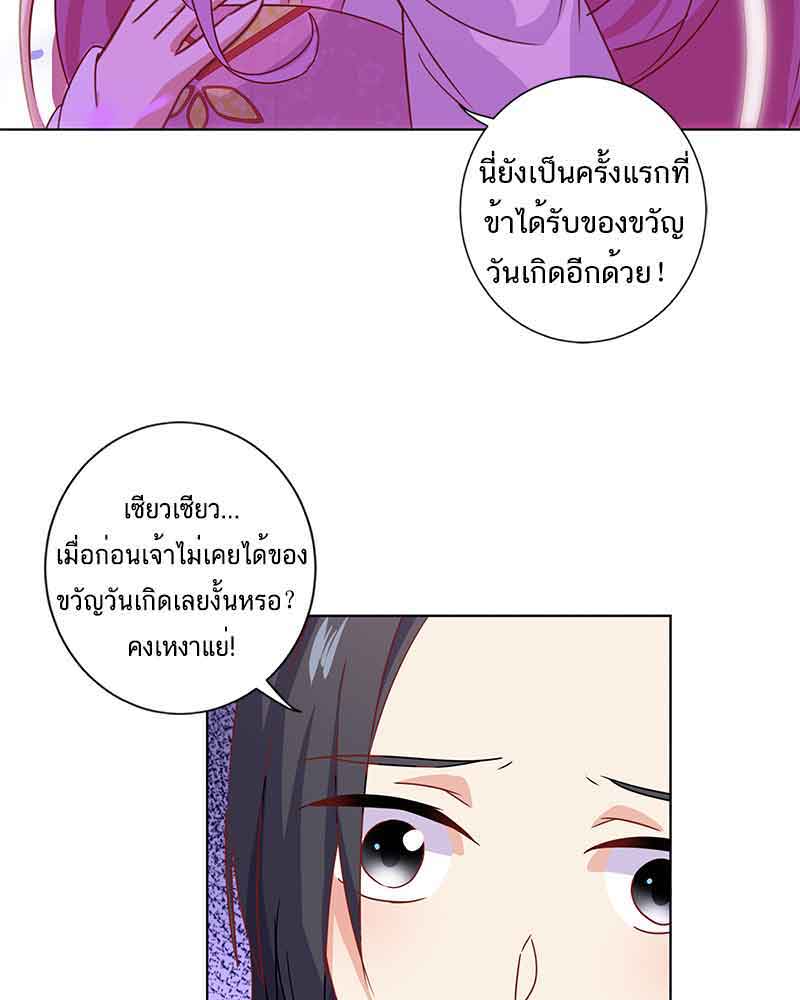 นี่ยังเป็นครั้งแรกที่
ข้าได้รับของขวัญ
วันเกิดอีกด้วย!
เซียวเซียว...
เมื่อก่อนเจ้าไม่เคยได้ของ
ขวัญวันเกิดเลยงั้นหรอ?
คงเหงาแย่!